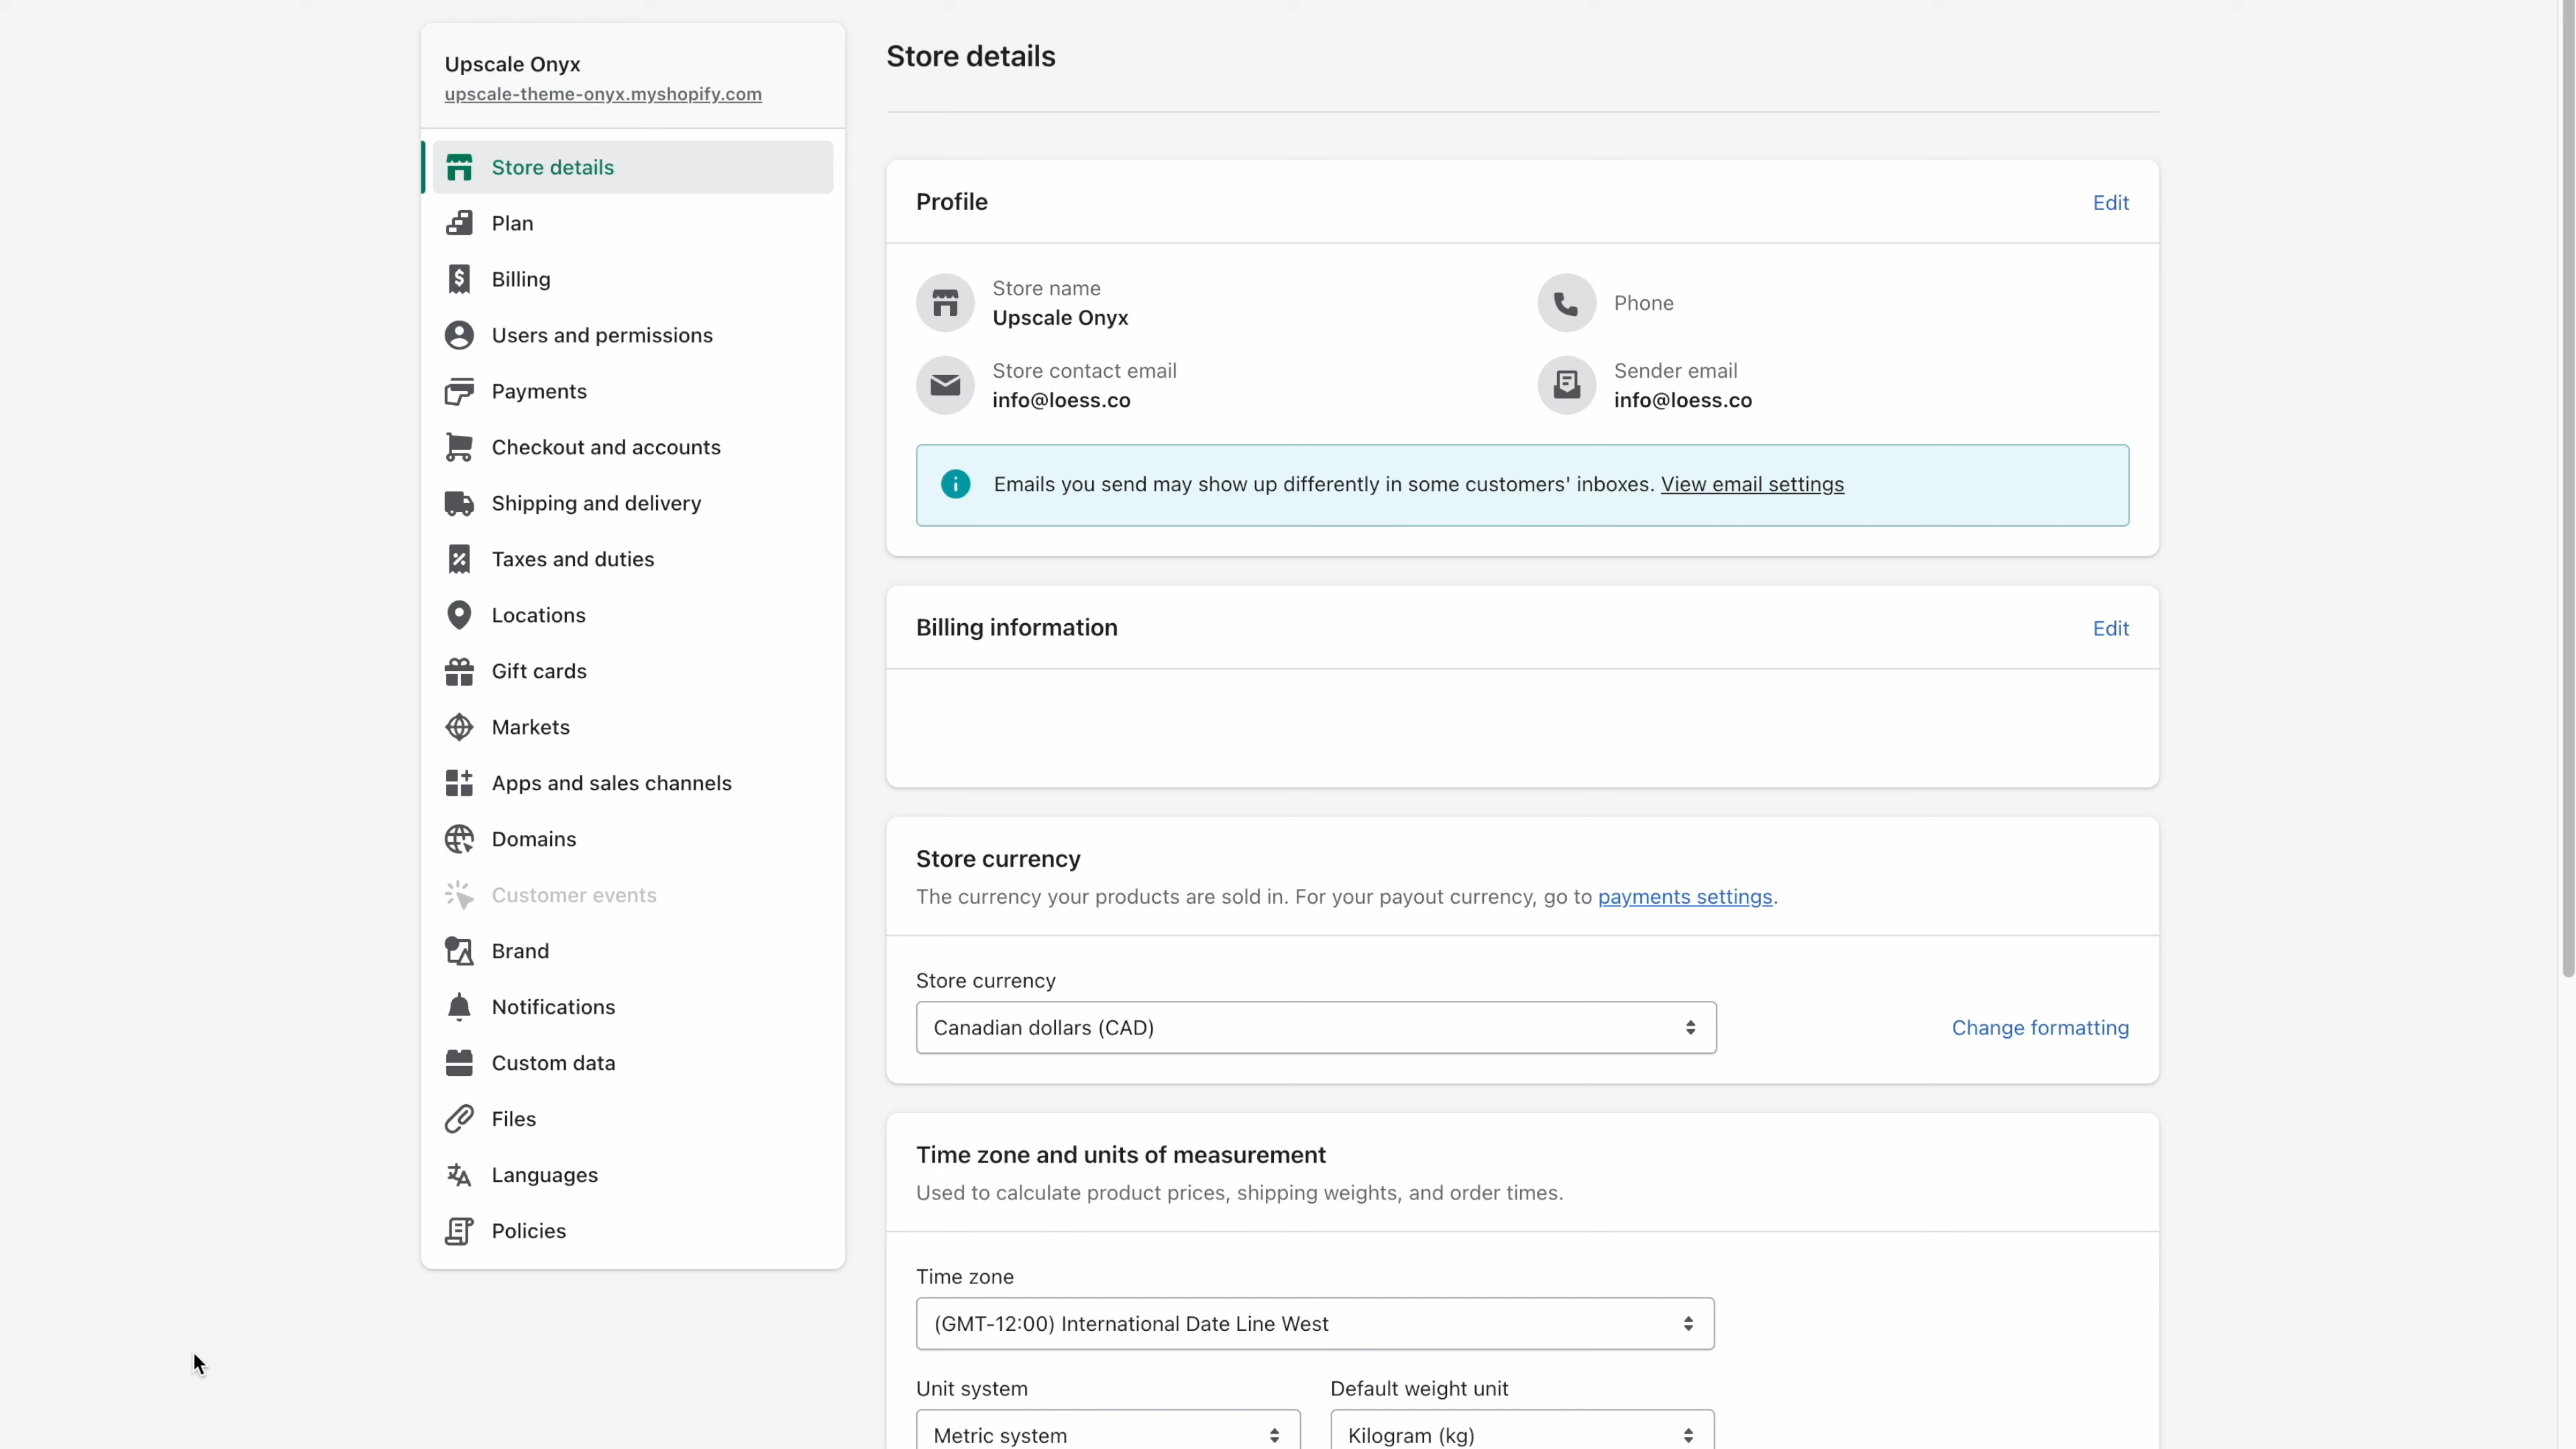 Upscale Onyx
upscale-theme-onyx.myshopify.com
Store details
Plan
Billing
Users and permissions
Payments
Checkout and accounts
Shipping and delivery
Taxes and duties
Locations
Gift cards
Markets
Apps and sales channels
Domains
Customer events
Brand
Notifications
Custom data
Files
Languages
Policies
Store details
Profile
Edit
Store name
Upscale Onyx
Phone
Store contact email
info@loess.co
Sender email
info@loess.co
Emails you send may show up differently in some customers' inboxes. View email settings
Billing information
Edit
Store currency
The currency your products are sold in. For your payout currency, go to payments settings.
Store currency
Canadian dollars (CAD)
Change formatting
Time zone and units of measurement
Used to calculate product prices, shipping weights, and order times.
Time zone
(GMT-12:00) International Date Line West
Unit system
Default weight unit
Metric system
Kilogram (kg)